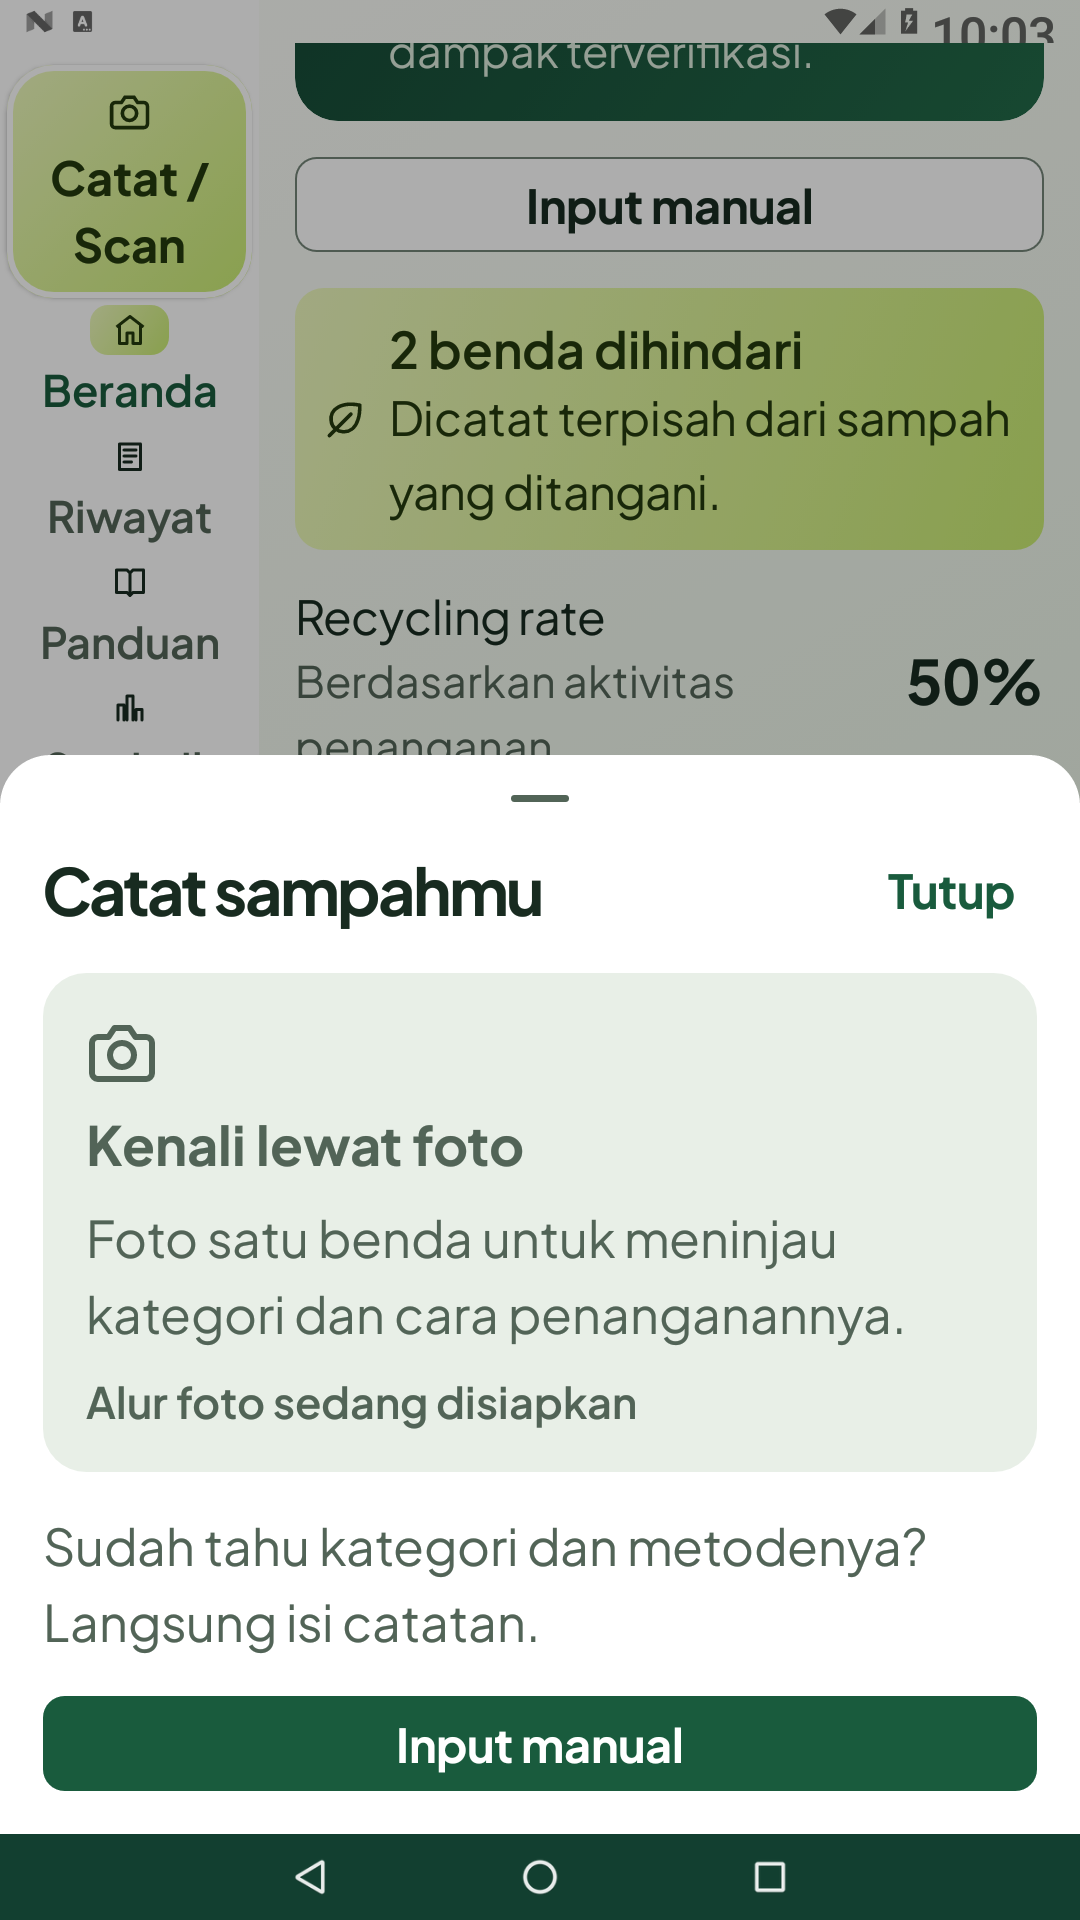 10:03
dampak terverifikasi.
Catat /
Scan
Input manual
2 benda dihindari
Dicatat terpisah dari sampah
yang ditangani.
Beranda
Riwayat
Panduan
Recycling rate
Berdasarkan aktivitas
penanganan
50%
Catat sampahmu
Tutup
Kenali lewat foto
Foto satu benda untuk meninjau
kategori dan cara penanganannya.
Alur foto sedang disiapkan
Sudah tahu kategori dan metodenya?
Langsung isi catatan.
Input manual